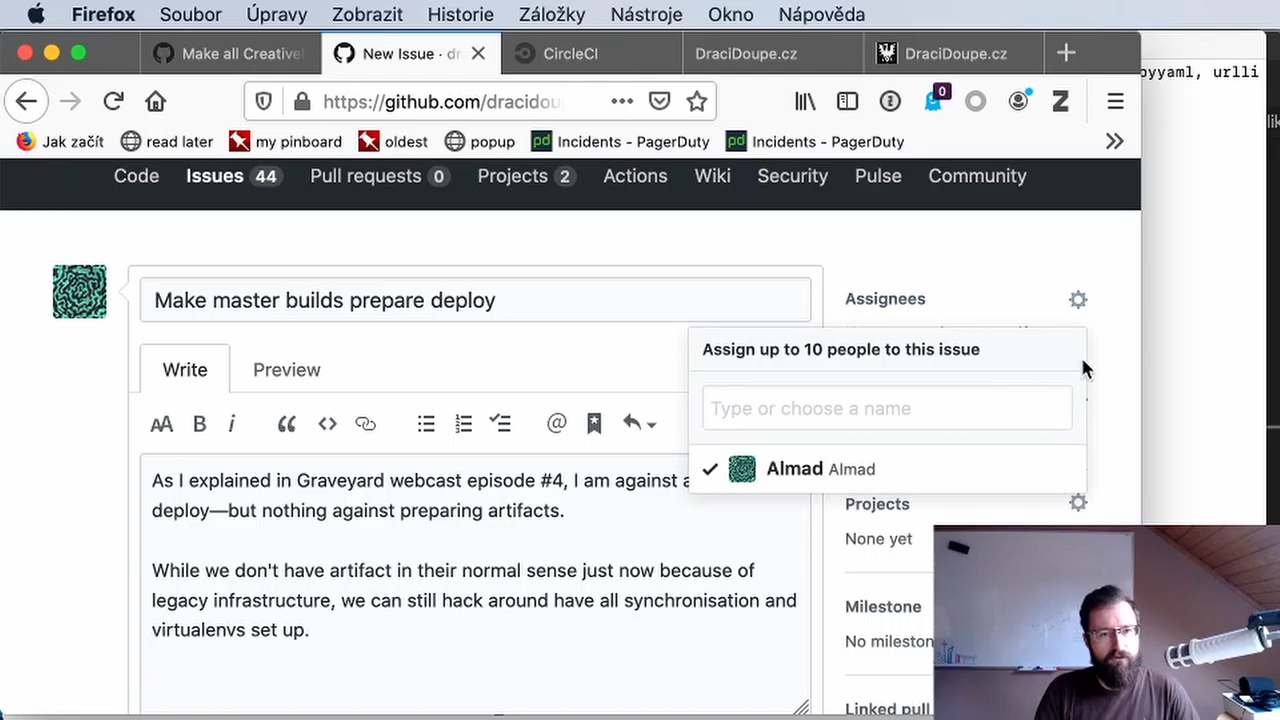 Firefox Soubor Úpravy Zobrazit Historie Záložky Nástroje Okno Nápověda
Make all Creative New Issue · dr CircleCI DraciDoupe.cz DraciDoupe.cz
https://github.com/dracidou 0 Z
Jak začít read later my pinboard oldest popup pd Incidents - PagerDuty pd Incidents - PagerDuty
Code Issues 44 Pull requests 0 Projects 2 Actions Wiki Security Pulse Community
Make master builds prepare deploy
Assignees
Assign up to 10 people to this issue
Type or choose a name
Almad Almad
Write Preview
As I explained in Graveyard webcast episode #4, I am against
deploy—but nothing against preparing artifacts.
While we don't have artifact in their normal sense just now because of
legacy infrastructure, we can still hack around have all synchronisation and
virtualenvs set up.
Projects
None yet
Milestone
No mileston
Linked pull